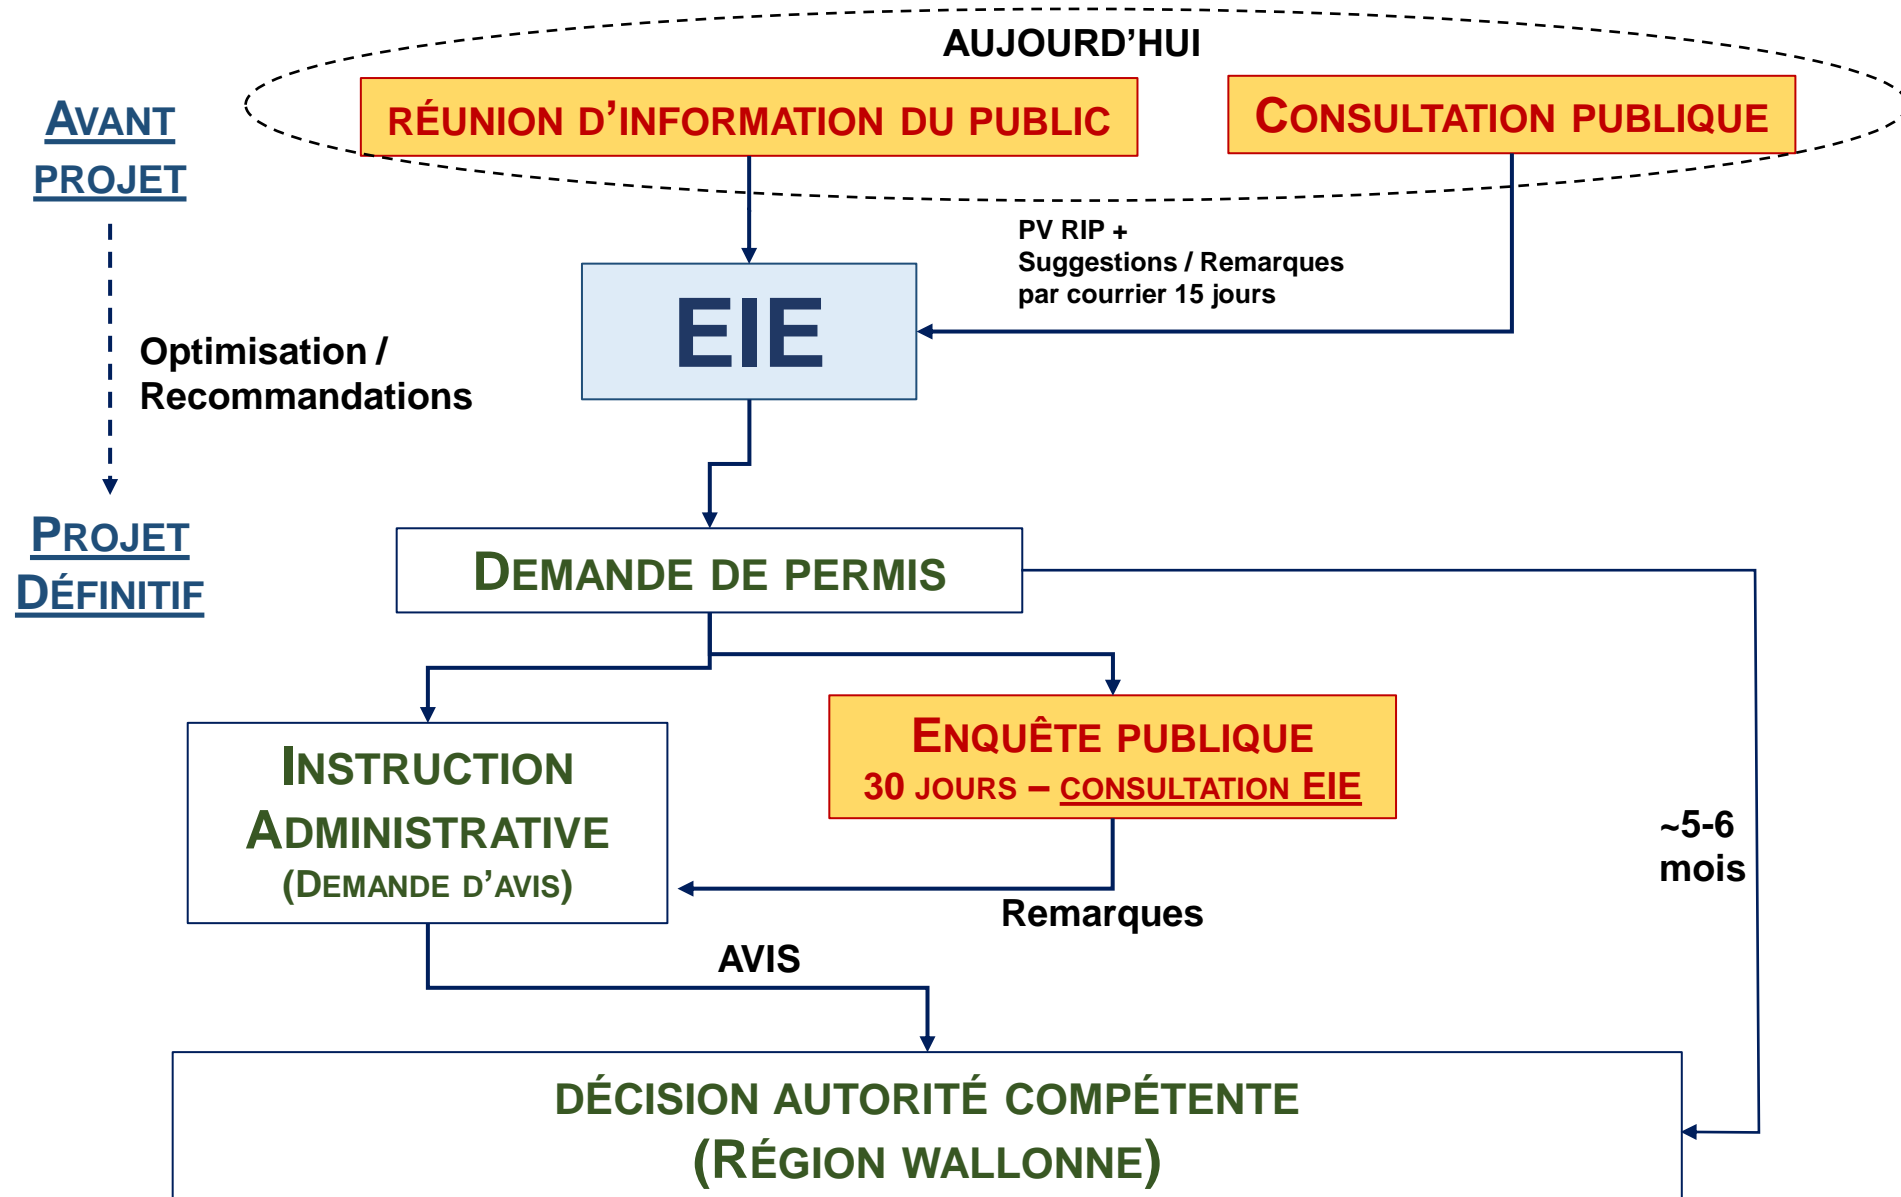 AUJOURD’HUI
AVANT
PROJET
RÉUNION D’INFORMATION DU PUBLIC
CONSULTATION PUBLIQUE
PV RIP +
Suggestions / Remarques
par courrier 15 jours
EIE
Optimisation /
Recommandations
PROJET
DÉFINITIF
DEMANDE DE PERMIS
INSTRUCTION
ADMINISTRATIVE
(DEMANDE D’AVIS)
ENQUÊTE PUBLIQUE
30 JOURS – CONSULTATION EIE
~5-6
mois
Remarques
AVIS
DÉCISION AUTORITÉ COMPÉTENTE
(RÉGION WALLONNE)